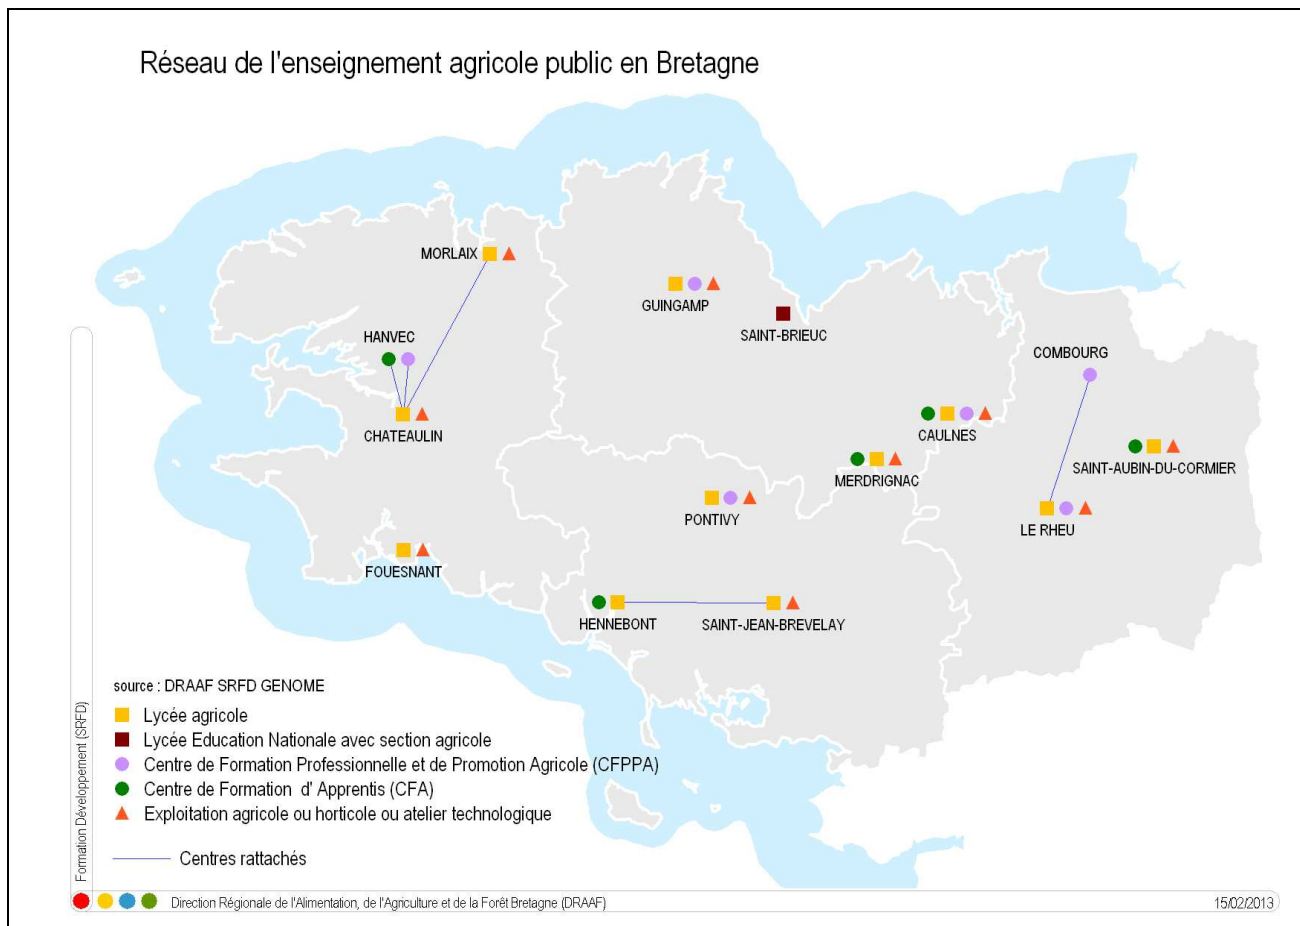 Réseau de l'enseignement agricole public en Bretagne
MORLAIX
GUINGAMP
SAINT-BRIEUC
HANVEC
COMBOURG
CHATEAULIN
CAULNES
SAINT-AUBIN-DU-CORMIER
MERDRIGNAC
PONTIVY
LE RHEU
FOUESNANT
HENNEBONT
SAINT-JEAN-BREVELAY
source : DRAAF SRFD GENOME
Lycée agricole
Lycée Education Nationale avec section agricole
Centre de Formation Professionnelle et de Promotion Agricole (CFPPA)
Centre de Formation d' Apprentis (CFA)
Exploitation agricole ou horticole ou atelier technologique
Centres rattachés
Formation Développement (SRFD)
Direction Régionale de l'Alimentation, de l'Agriculture et de la Forêt Bretagne (DRAAF)
15/02/2013